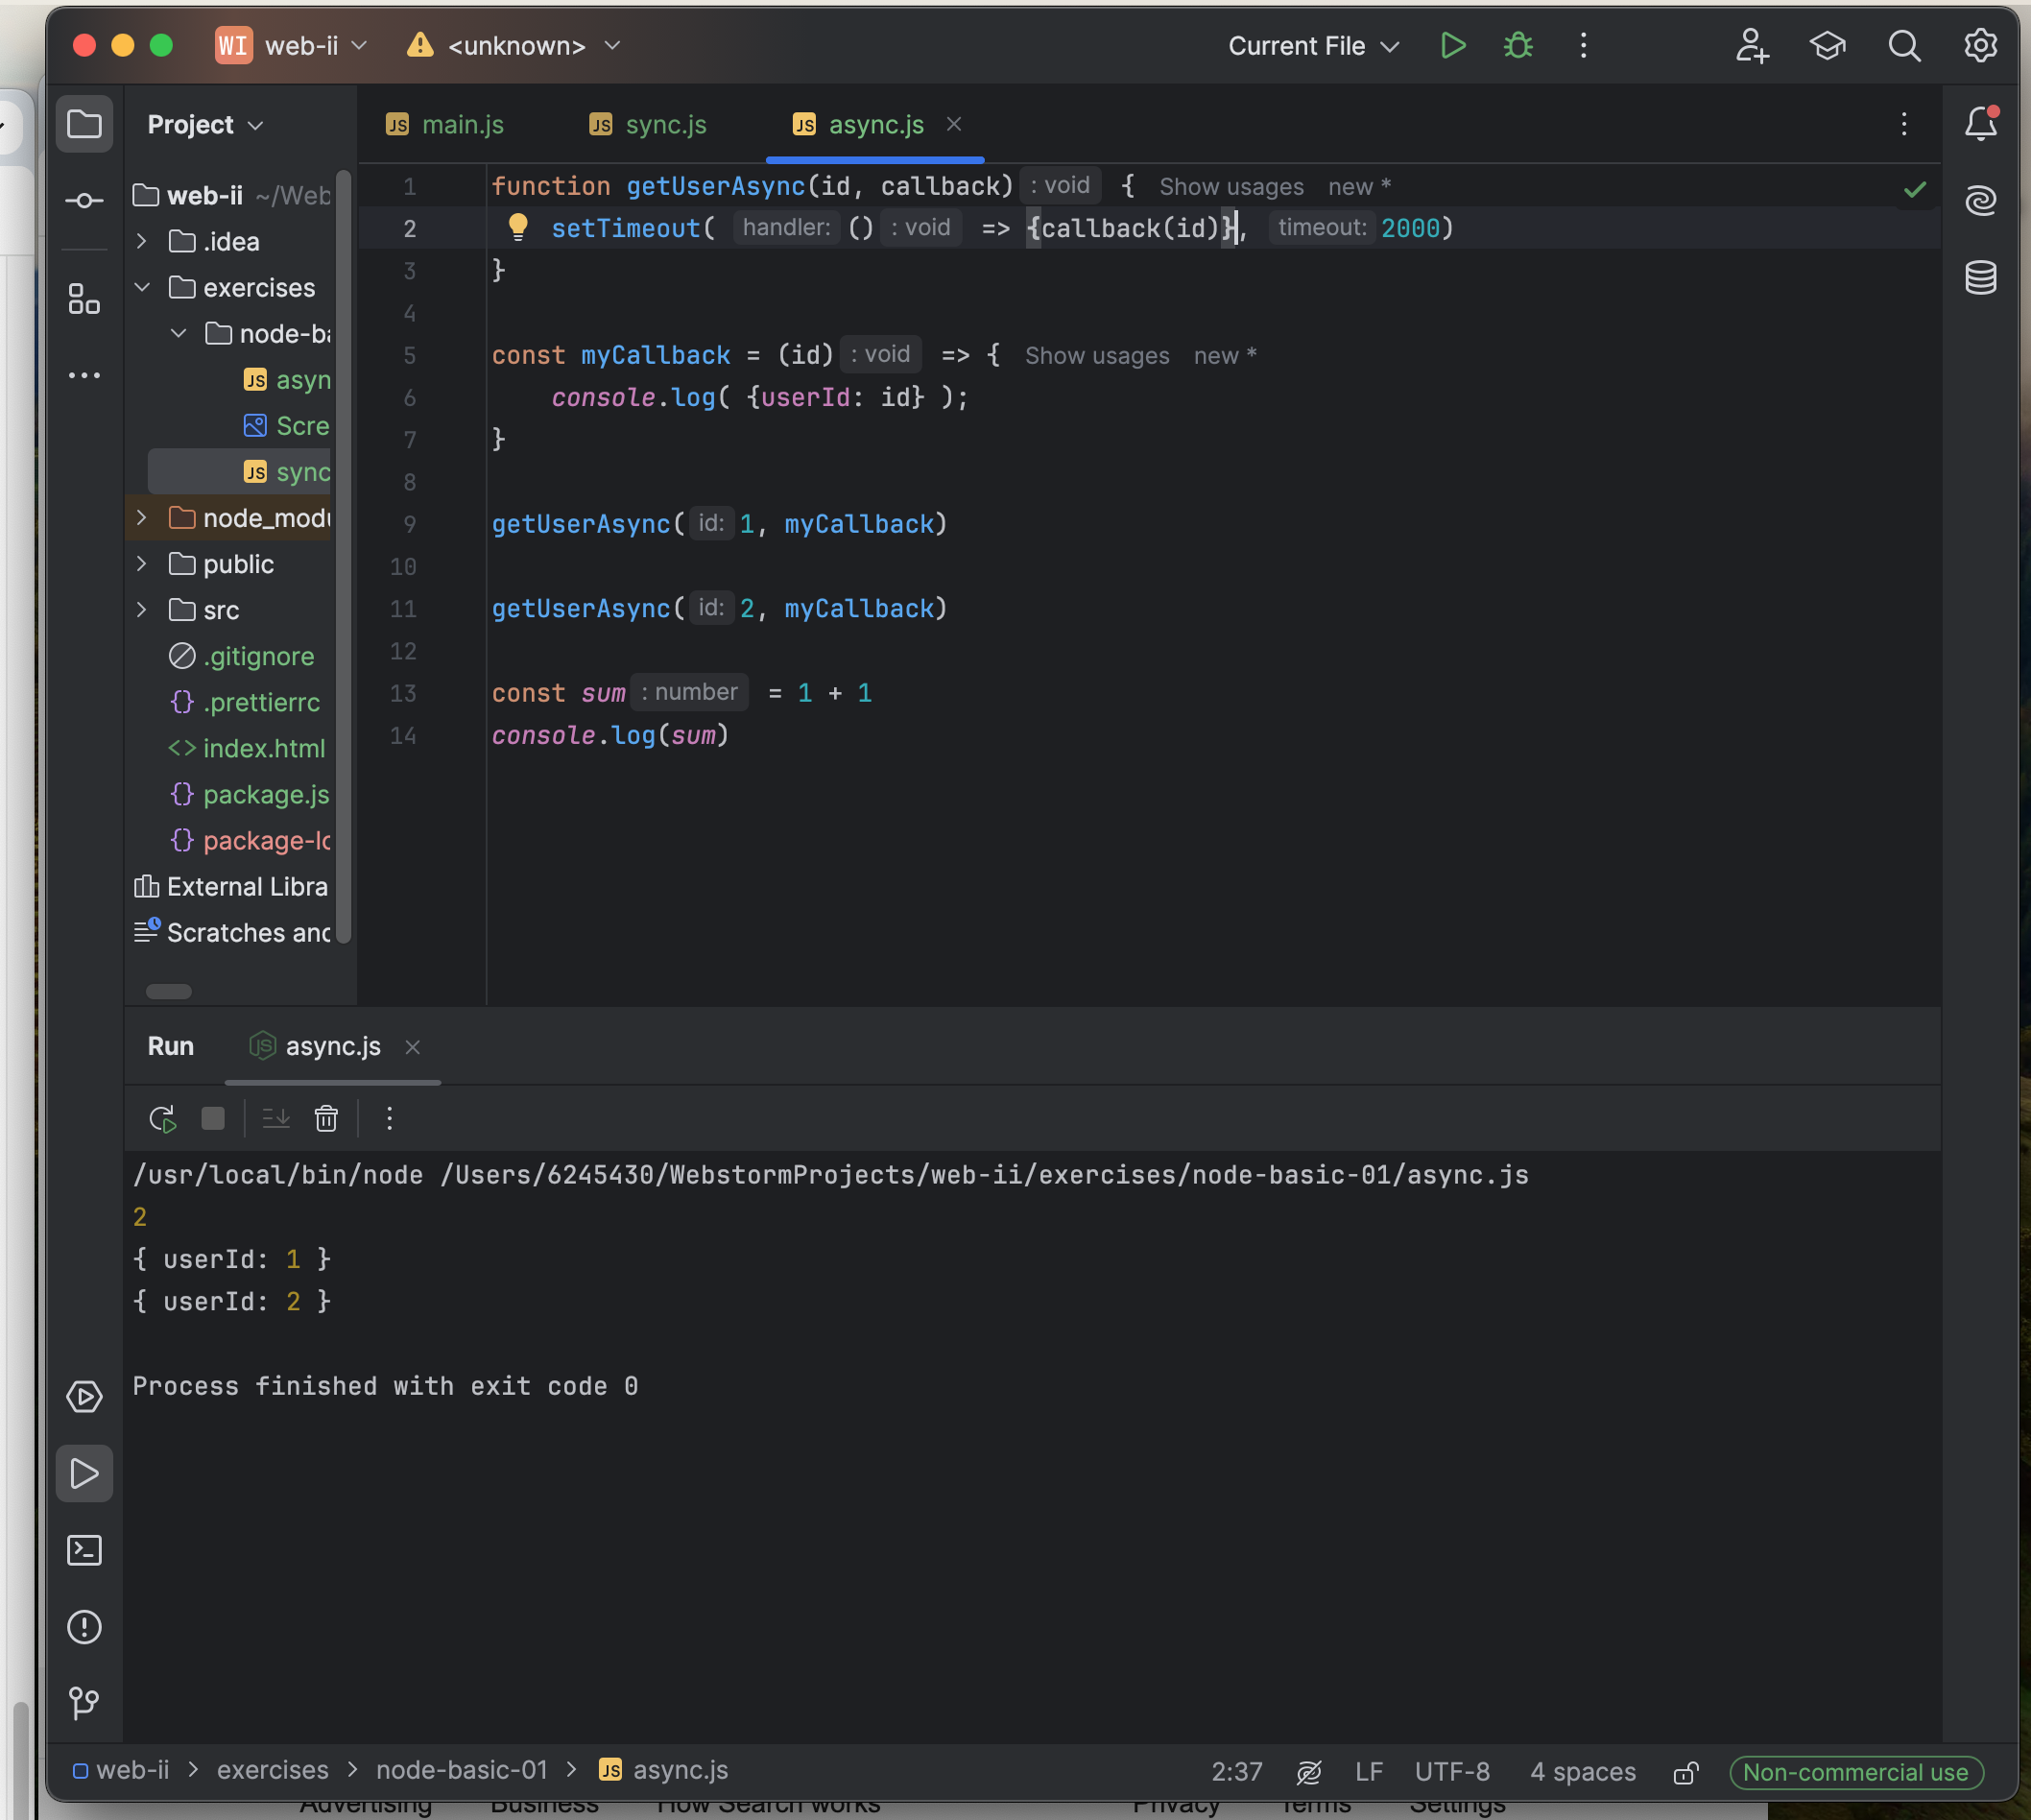 WI web-ii <unknown> Current File
Project
main.js
sync.js
async.js
web-ii ~/Web
.idea
exercises
node-ba
JS asyn
Scre
JS sync
node_modu
public
src
.gitignore
.prettierrc
index.html
package.js
package-lo
External Libra
Scratches and
1 function getUserAsync(id, callback) : void { Show usages new *
2 setTimeout( handler: () : void => {callback(id)}, timeout: 2000)
3 }
4
5 const myCallback = (id) : void => { Show usages new *
6 console.log( {userId: id} );
7 }
8
9 getUserAsync( id: 1, myCallback)
10
11 getUserAsync( id: 2, myCallback)
12
13 const sum : number = 1 + 1
14 console.log(sum)
Run async.js
/usr/local/bin/node /Users/6245430/WebstormProjects/web-ii/exercises/node-basic-01/async.js
2
{ userId: 1 }
{ userId: 2 }
Process finished with exit code 0
web-ii > exercises > node-basic-01 > JS async.js 2:37 LF UTF-8 4 spaces Non-commercial use
Advertising Business How Search works Privacy Terms Settings